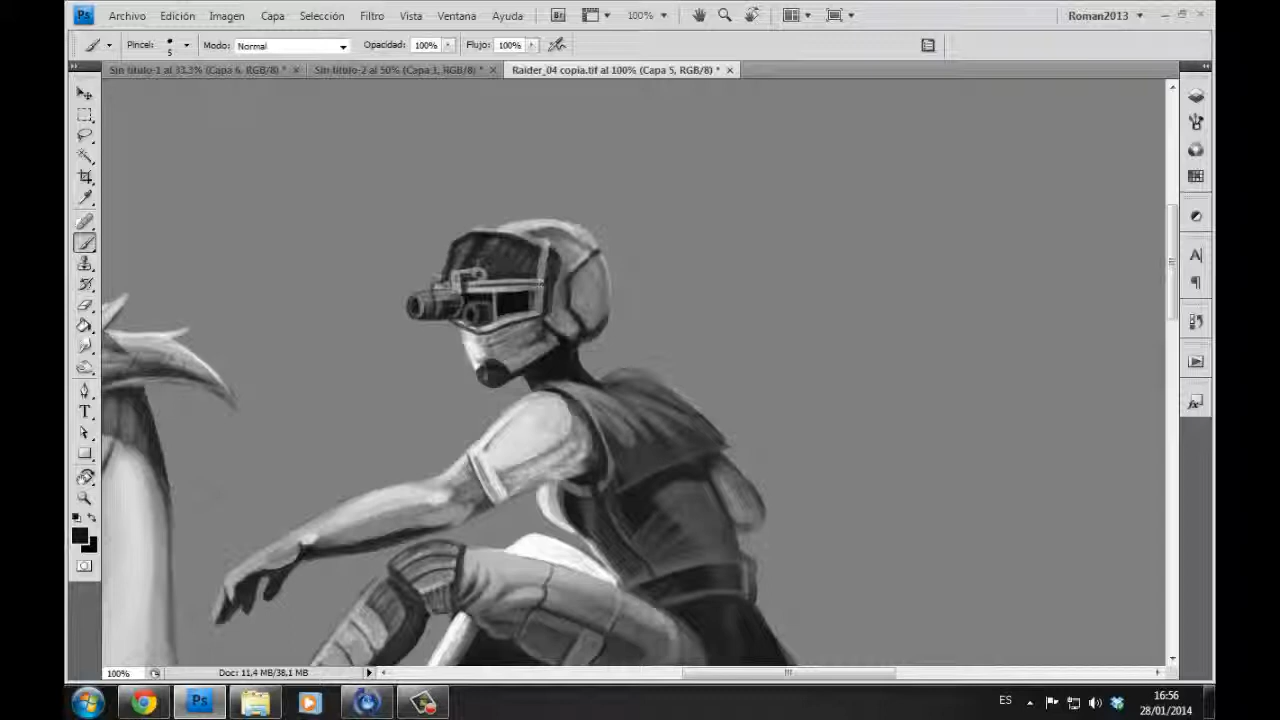 Ps Archivo Edición Imagen Capa Selección Filtro Vista Ventana Ayuda Br 100% Roman2013
Pincel: 5 Modo: Normal Opacidad: 100% Flujo: 100%
Sin título-1 al 33,3% (Capa 6, RGB/8) * Sin título-2 al 50% (Capa 1, RGB/8) * Raider_04 copia.tif al 100% (Capa 5, RGB/8) *
100% Doc: 11,4 MB/38,1 MB
Ps ES 16:56
28/01/2014